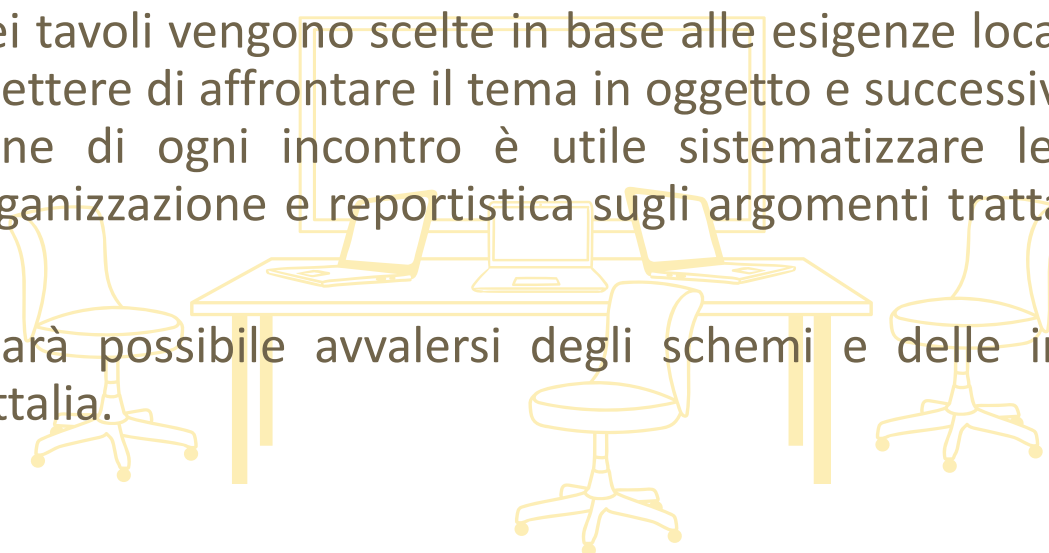 ei tavoli vengono scelte in base alle esigenze loca
ettere di affrontare il tema in oggetto e successiv
ne di ogni incontro è utile sistematizzare le
ganizzazione e reportistica sugli argomenti tratta
arà possibile avvalersi degli schemi e delle in
ttalia.